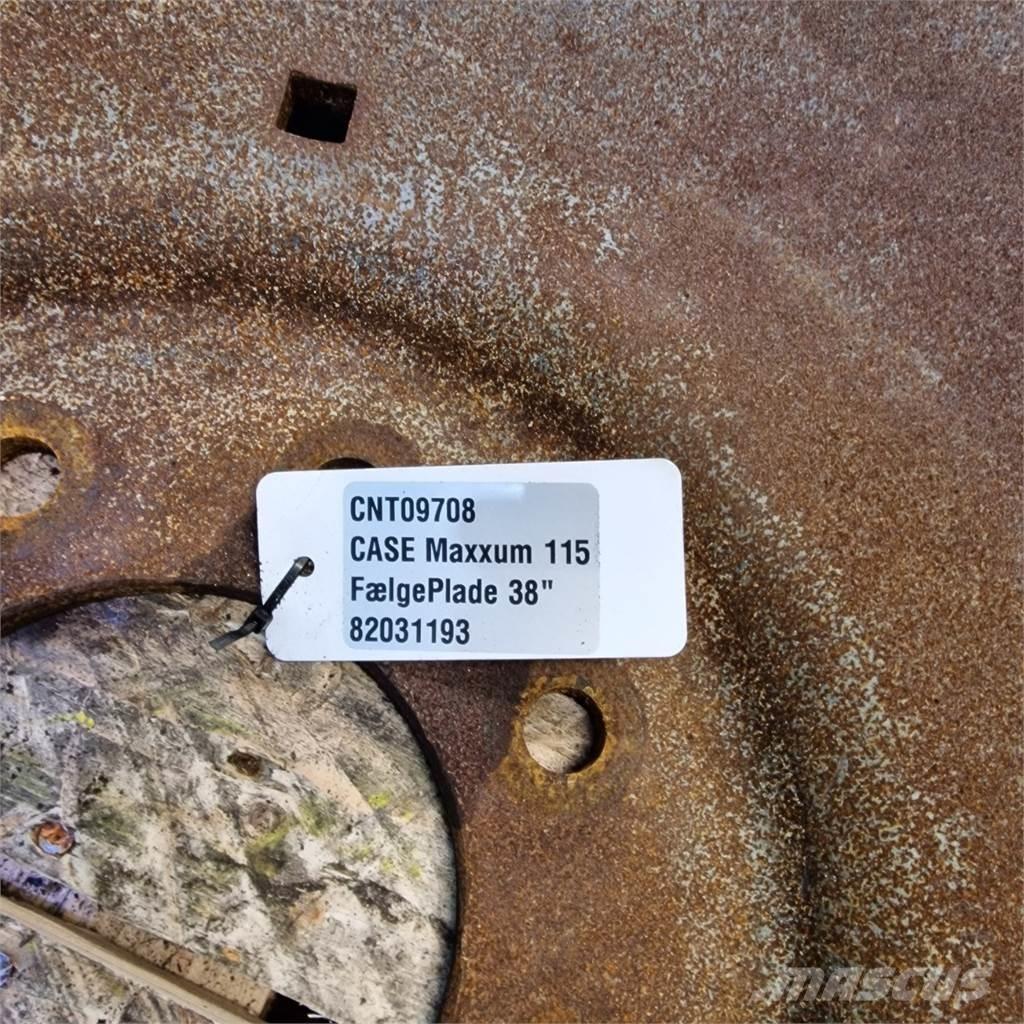 CNT09708
CASE Maxxum 115
FælgePlade 38"
82031193
MASCUS